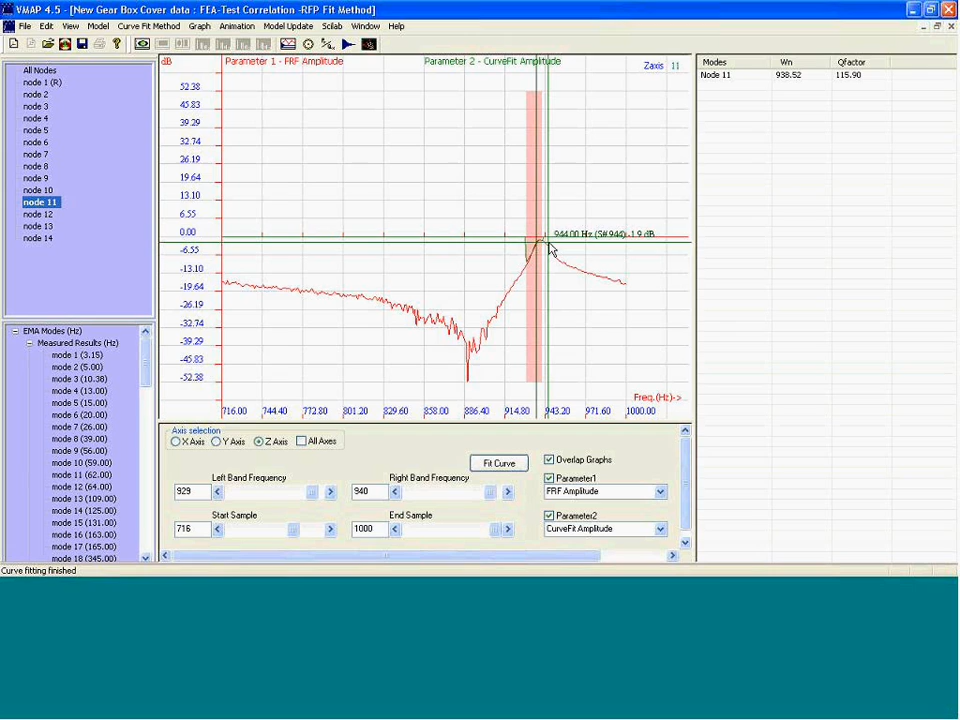 VMAP 4.5 - [New Gear Box Cover data : FEA-Test Correlation -RFP Fit Method]
File Edit View Modal Curve Fit Method Graph Animation Model Update Scilab Window Help
All Nodes
node 1 (R)
node 2
node 3
node 4
node 5
node 6
node 7
node 8
node 9
node 10
node 11
node 12
node 13
node 14
EMA Modes (Hz)
Measured Results (Hz)
mode 1 (3.15)
mode 2 (5.00)
mode 3 (10.38)
mode 4 (13.00)
mode 5 (15.00)
mode 6 (20.00)
mode 7 (26.00)
mode 8 (39.00)
mode 9 (56.00)
mode 10 (59.00)
mode 11 (62.00)
mode 12 (64.00)
mode 13 (109.00)
mode 14 (125.00)
mode 15 (131.00)
mode 16 (163.00)
mode 17 (165.00)
mode 18 (345.00)
dB Parameter 1 - FRF Amplitude Parameter 2 - CurveFit Amplitude Zaxis 11
52.38
45.83
39.29
32.74
26.19
19.64
13.10
6.55
0.00
944.00 Hz (S# 944):-1.9 dB
-6.55
-13.10
-19.64
-26.19
-32.74
-39.29
-45.83
-52.38
Freq.(Hz)->
716.00 744.40 772.80 801.20 829.60 858.00 886.40 914.80 943.20 971.60 1000.00
Axis selection
X Axis Y Axis Z Axis All Axes
Fit Curve
Left Band Frequency Right Band Frequency
929 940
Start Sample End Sample
716 1000
Overlap Graphs
Parameter1
FRF Amplitude
Parameter2
CurveFit Amplitude
Modes Wn Qfactor
Node 11 938.52 115.90
Curve fitting finished